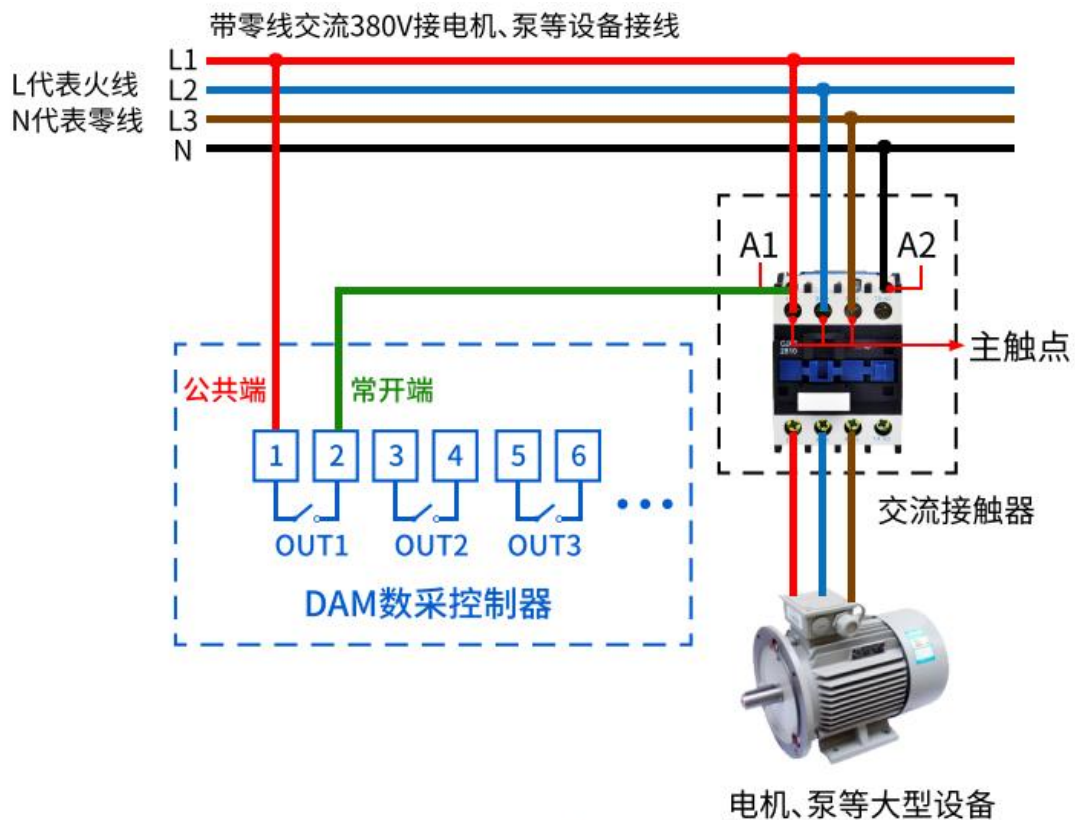 带零线交流380V接电机、泵等设备接线
L1
L代表火线
L2
N代表零线
L3
N
A1
A2
主触点
公共端
常开端
1
2
3
4
5
6
OUT1
OUT2
OUT3
交流接触器
DAM数采控制器
电机、泵等大型设备